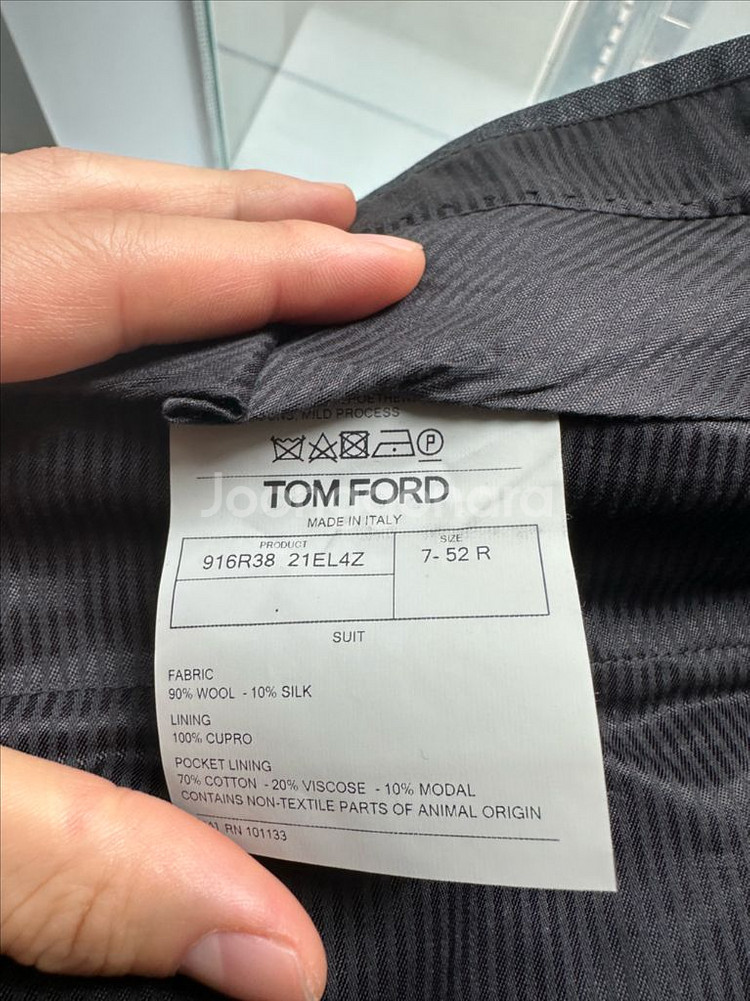 MILD PROCESS
P
TOM FORD
MADE IN ITALY
PRODUCT
916R38 21EL4Z
SIZE
7- 52 R
SUIT
FABRIC
90% WOOL - 10% SILK
LINING
100% CUPRO
POCKET LINING
70% COTTON - 20% VISCOSE - 10% MODAL
CONTAINS NON-TEXTILE PARTS OF ANIMAL ORIGIN
RN 101133